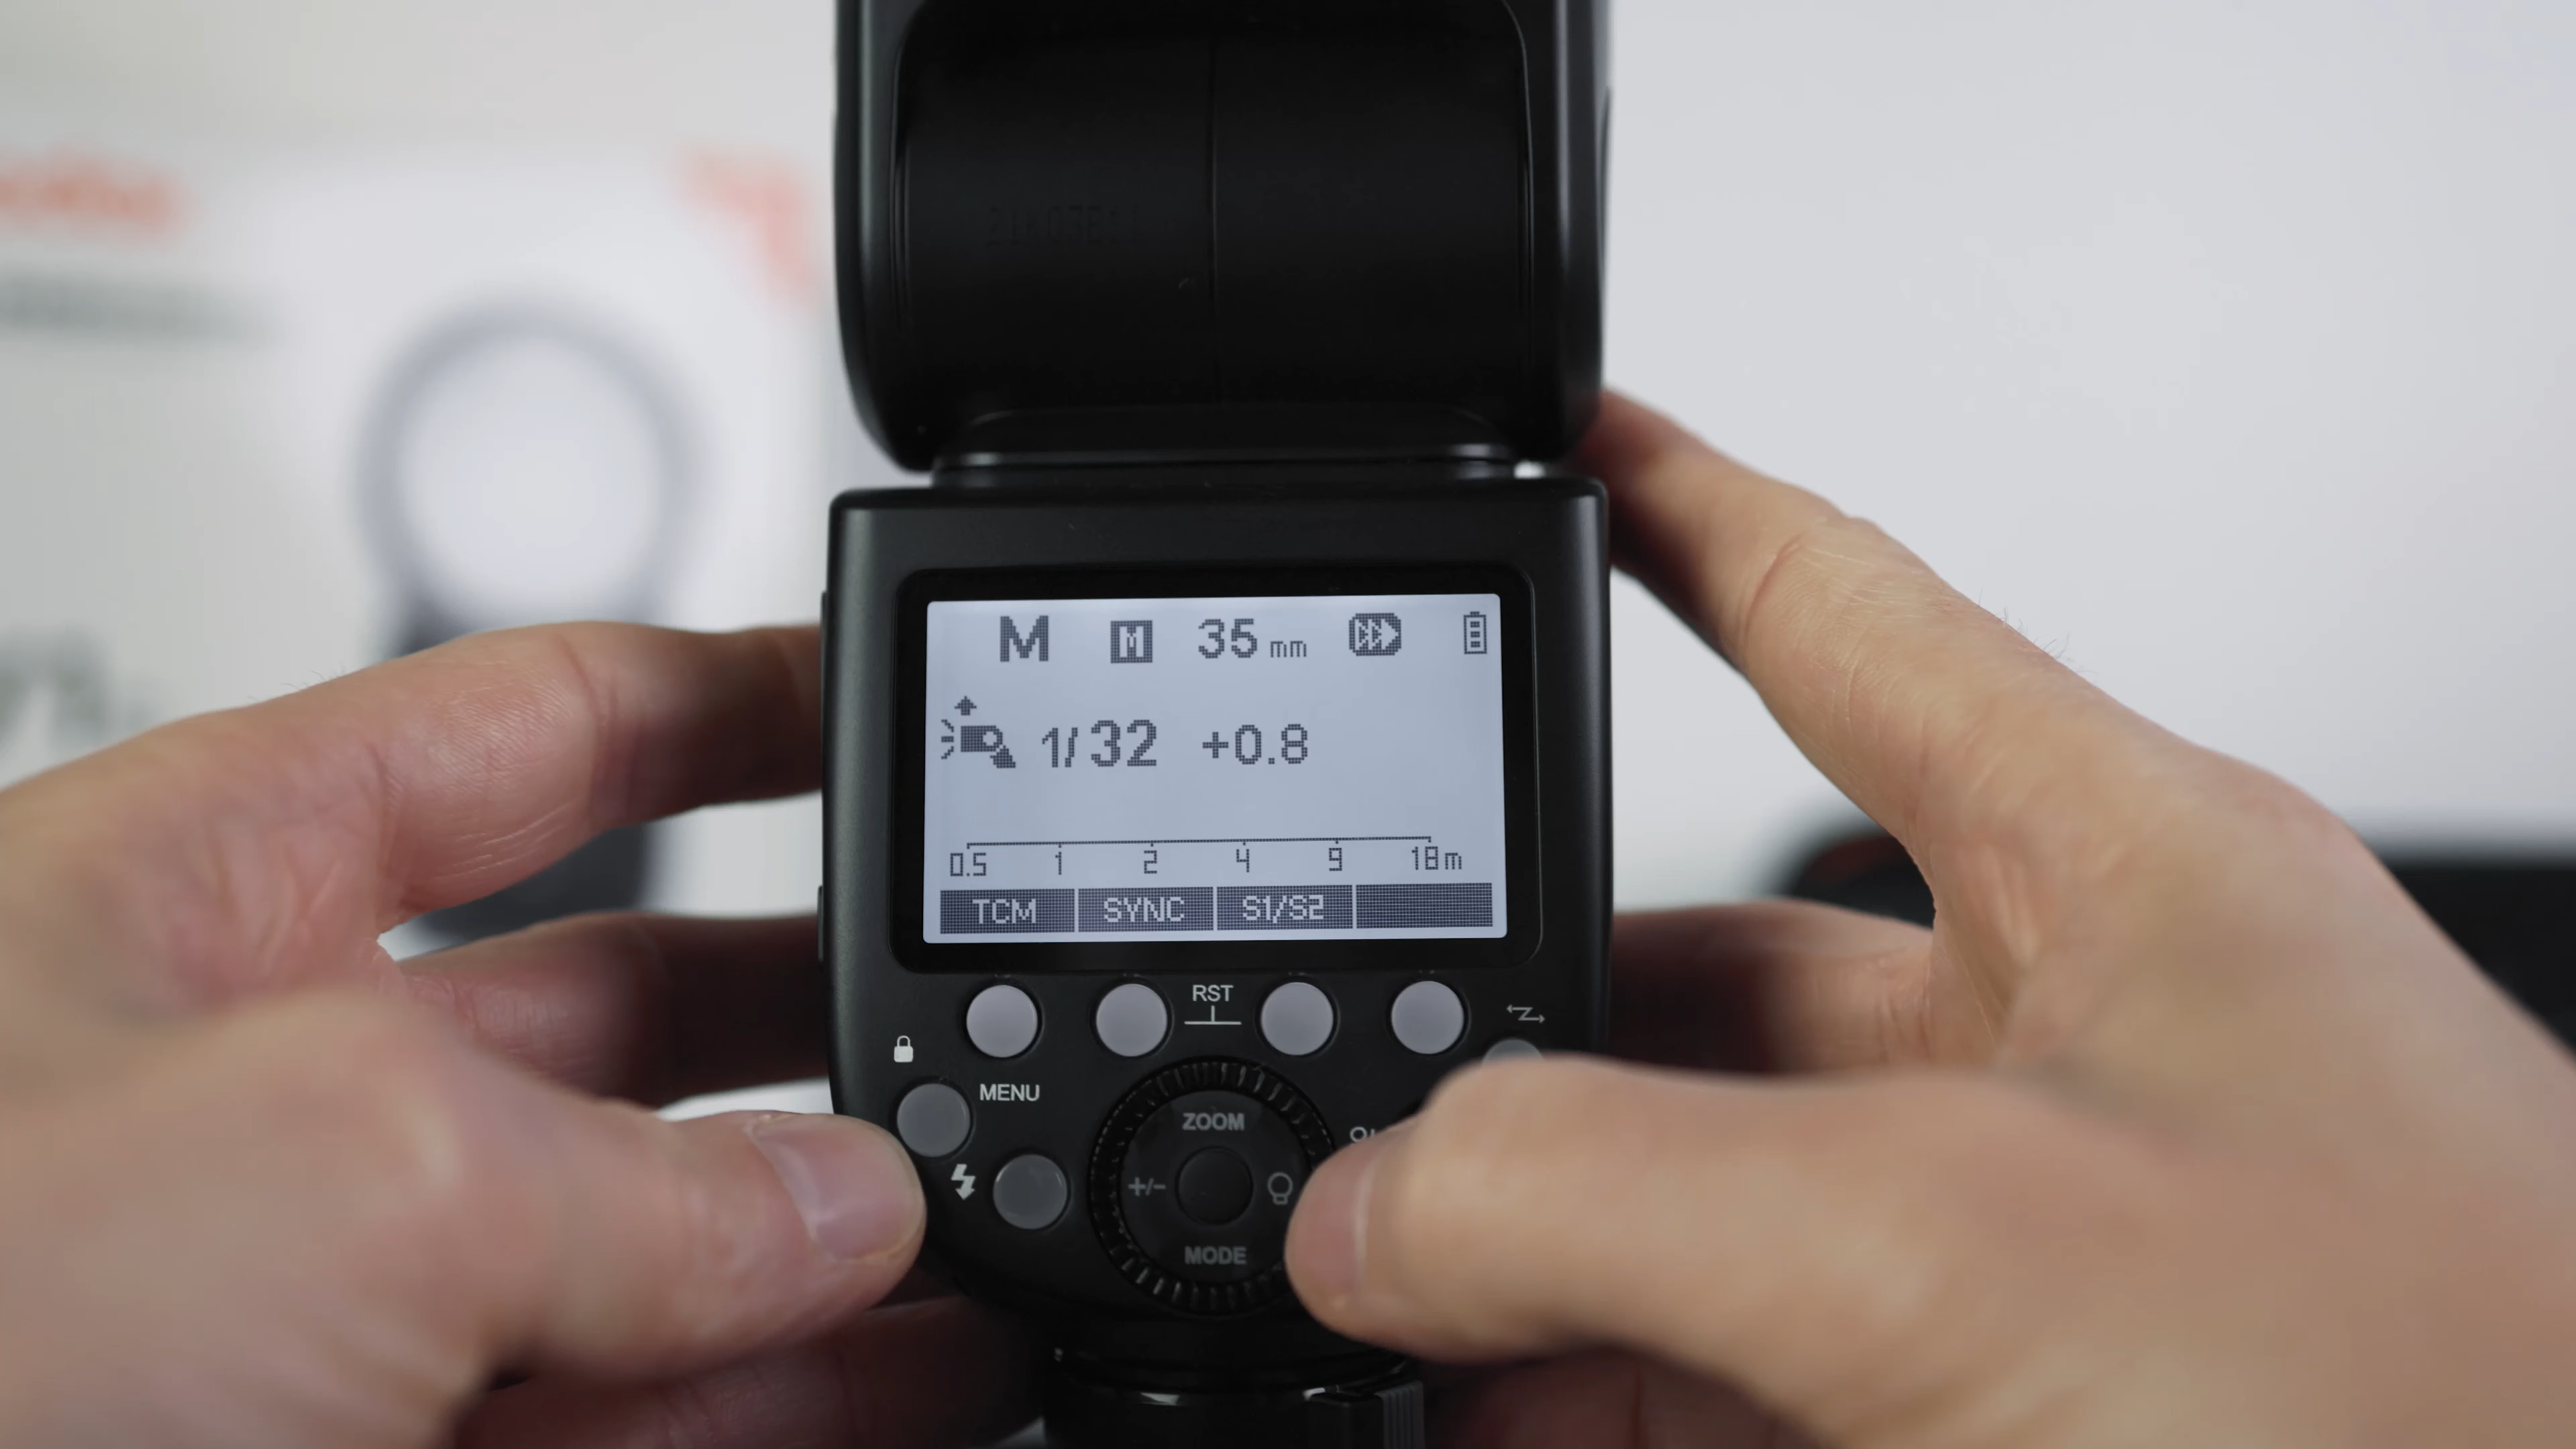 M M 35 mm
1/32 +0.8
0.5 1 2 4 9 18 m
TCM SYNC S1/S2
RST
MENU
ZOOM
+/-
MODE